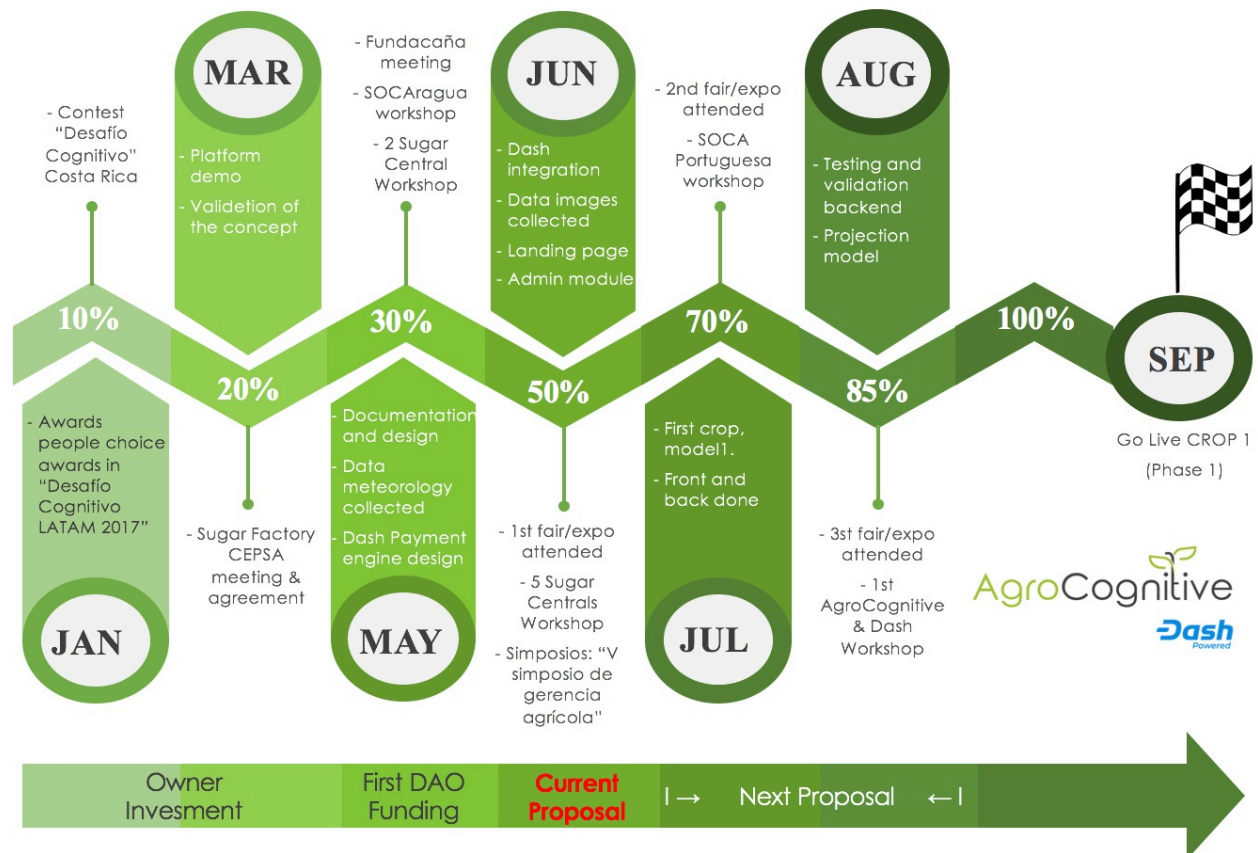 MAR
- Platform
demo
- Validetion of
the concept
JUN
- Dash
integration
- Data images
collected
- Landing page
- Admin module
AUG
- Testing and
validation
backend
- Projection
model
- Contest
“Desafío
Cognitivo”
Costa Rica
- Fundacaña
meeting
- SOCAragua
workshop
- 2 Sugar
Central
Workshop
- 2nd fair/expo
attended
- SOCA
Portuguesa
workshop
10%
20%
30%
50%
70%
85%
100%
SEP
Go Live CROP 1
(Phase 1)
- Awards
people choice
awards in
“Desafío
Cognitivo
LATAM 2017”
JAN
- Sugar Factory
CEPSA
meeting &
agreement
- Documentation
and design
- Data
meteorology
collected
- Dash Payment
engine design
MAY
- 1st fair/expo
attended
- 5 Sugar
Centrals
Workshop
- Simposios: “V
simposio de
gerencia
agrícola”
- First crop,
model1.
- Front and
back done
JUL
- 3st fair/expo
attended
- 1st
AgroCognitive
& Dash
Workshop
AgroCognitive
Dash
Powered
Owner
Invesment
First DAO
Funding
Current
Proposal
I → Next Proposal ← I